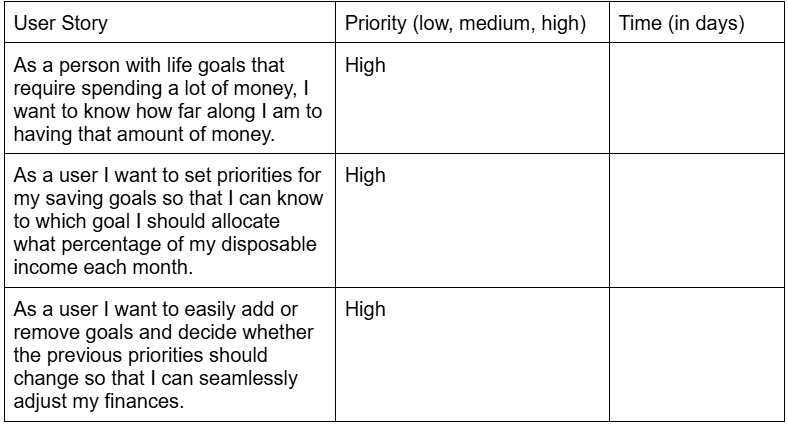 User Story
Priority (low, medium, high)
Time (in days)
As a person with life goals that
require spending a lot of money, I
want to know how far along I am to
having that amount of money.
High
As a user I want to set priorities for
my saving goals so that I can know
to which goal I should allocate
what percentage of my disposable
income each month.
High
As a user I want to easily add or
remove goals and decide whether
the previous priorities should
change so that I can seamlessly
adjust my finances.
High